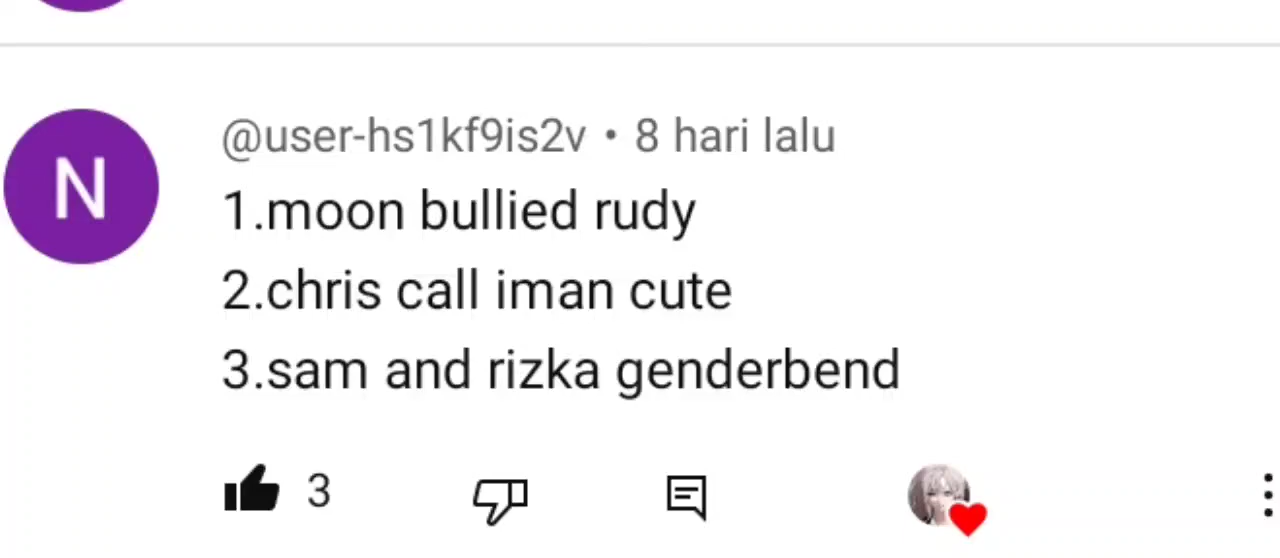 N
@user-hs1kf9is2v • 8 hari lalu
1.moon bullied rudy
2.chris call iman cute
3.sam and rizka genderbend
3